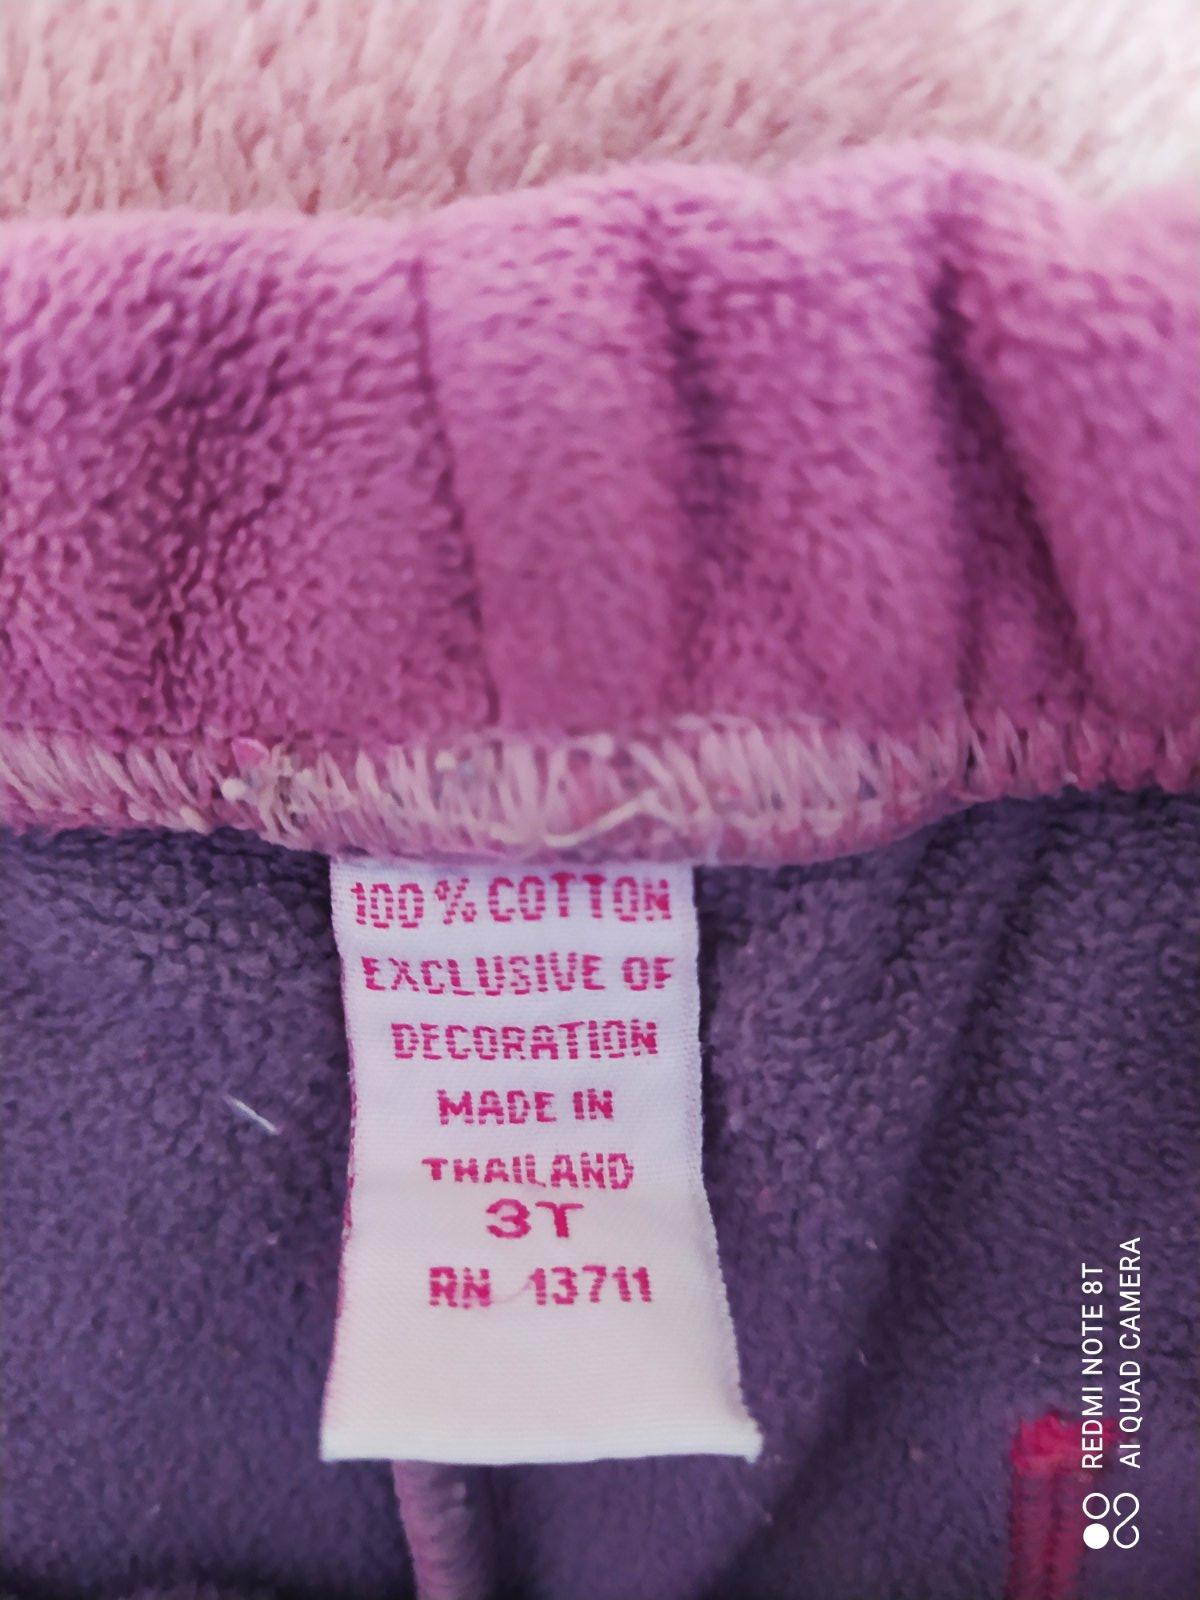 100% COTTON
EXCLUSIVE OF
DECORATION
MADE IN
THAILAND
3T
RN 13711
REDMI NOTE 8T
AI QUAD CAMERA